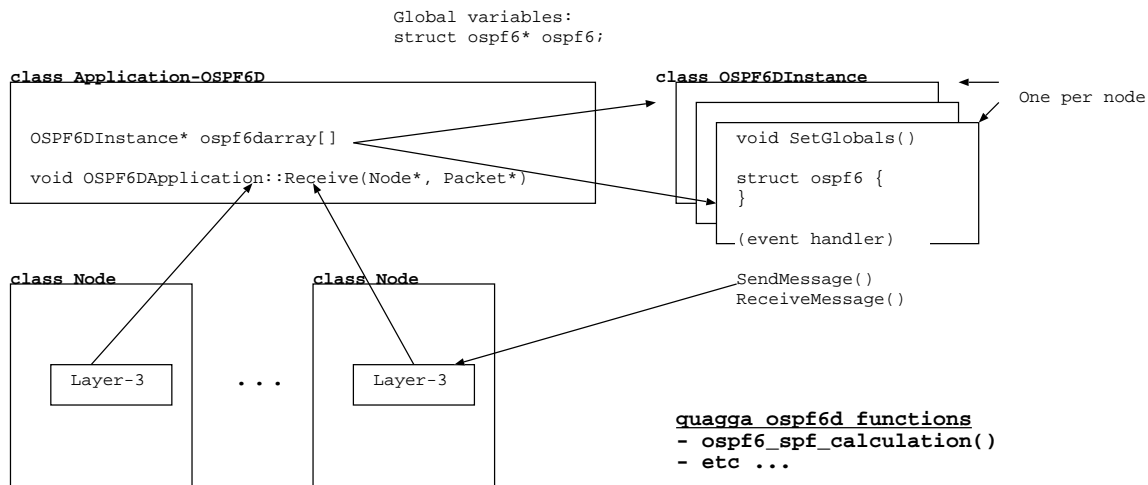 Global variables:
struct ospf6* ospf6;
class Application-OSPF6D
class OSPF6DInstance
One per node
OSPF6DInstance* ospf6darray[]
void SetGlobals()
void OSPF6DApplication::Receive(Node*, Packet*)
struct ospf6 {
}
(event handler)
class Node
class Node
SendMessage()
ReceiveMessage()
Layer-3
...
Layer-3
quagga ospf6d functions
- ospf6_spf_calculation()
- etc ...